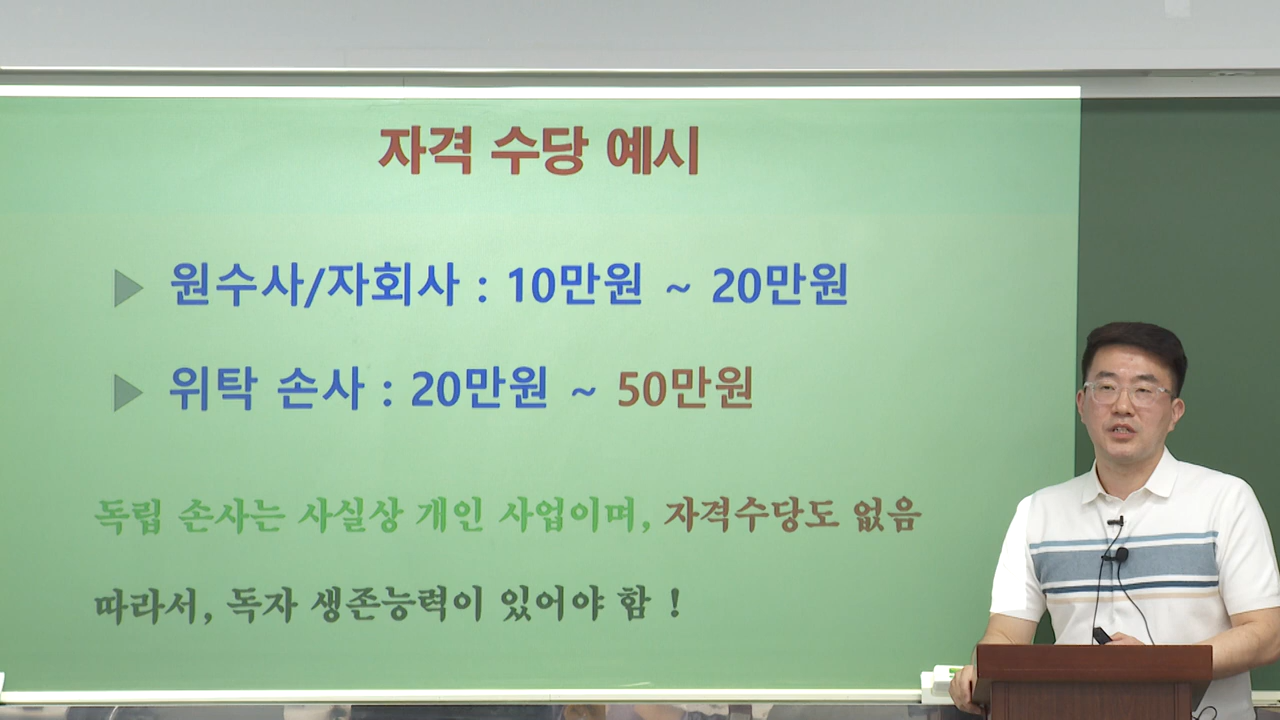 자격 수당 예시
원수사/자회사 : 10만원 ~ 20만원
위탁 손사 : 20만원 ~ 50만원
독립 손사는 사실상 개인 사업이며, 자격수당도 없음
따라서, 독자 생존능력이 있어야 함 !